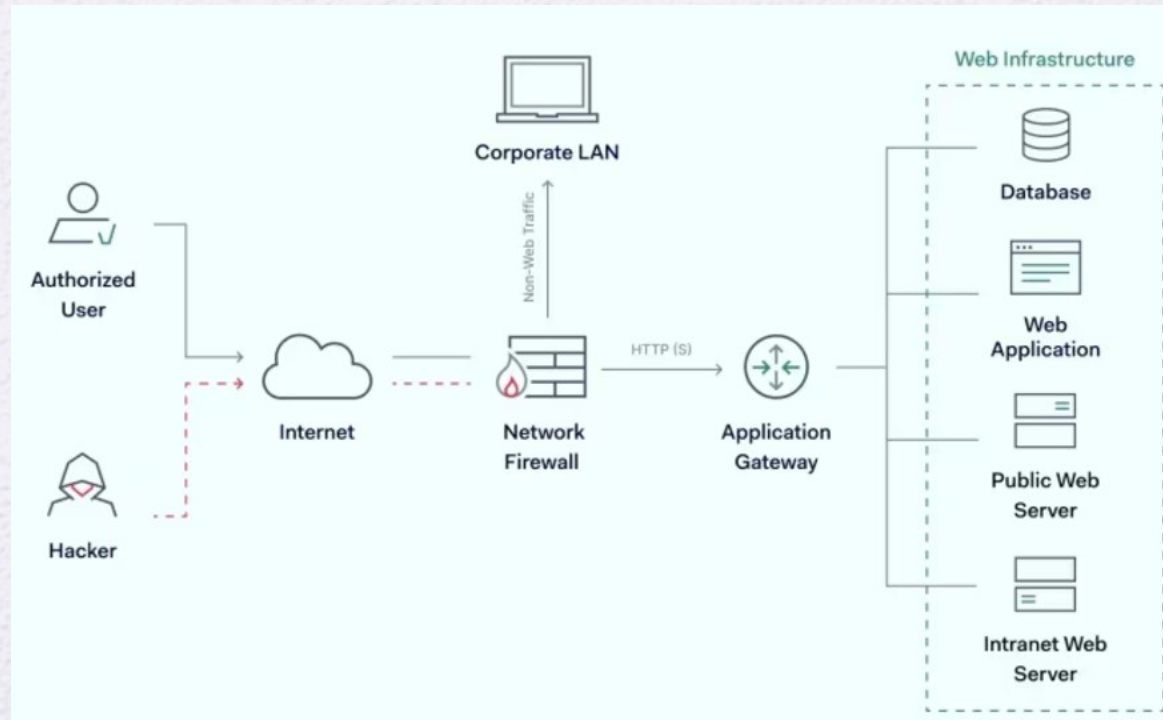 Web Infrastructure
Corporate LAN
Database
Non-Web Traffic
Authorized
User
Web
Application
HTTP (S)
Internet
Network
Firewall
Application
Gateway
Public Web
Server
Hacker
Intranet Web
Server